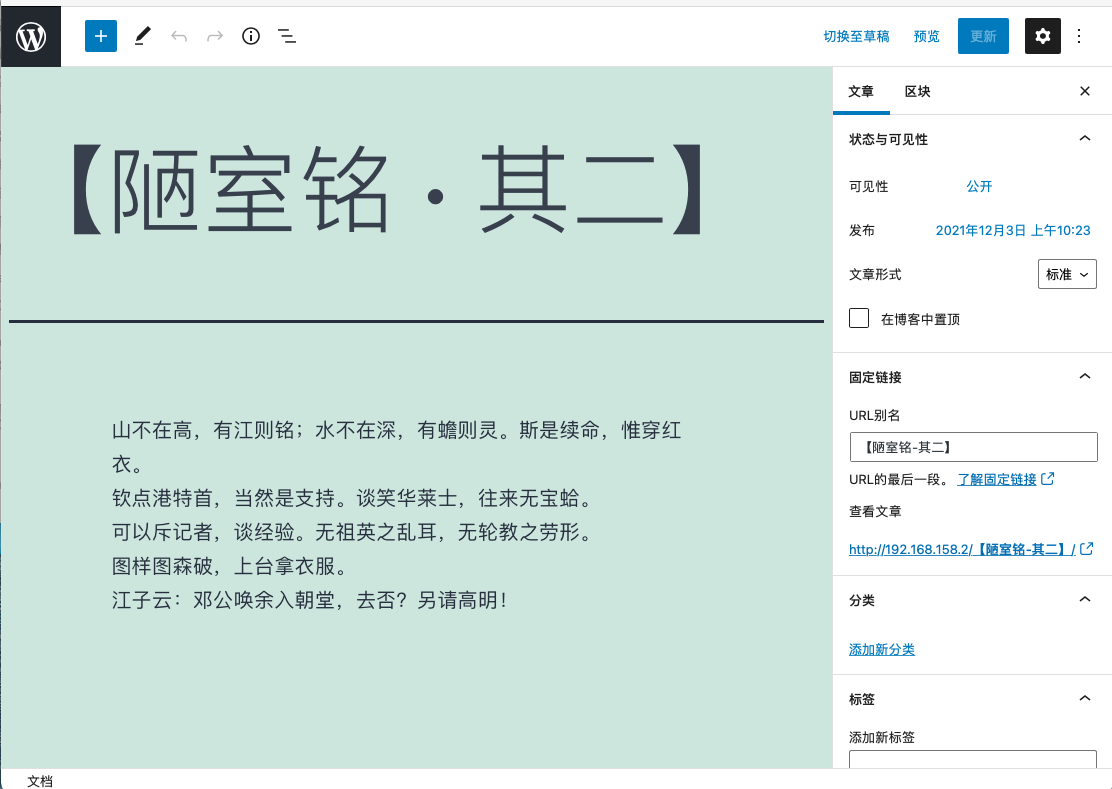 切换至草稿 预览 更新
文章 区块
【陋室铭·其二】
状态与可见性
可见性 公开
发布 2021年12月3日 上午10:23
文章形式 标准
在博客中置顶
固定链接
URL别名
【陋室铭-其二】
URL的最后一段。 了解固定链接
查看文章
http://192.168.158.2/【陋室铭-其二】/
分类
添加新分类
标签
添加新标签
山不在高，有江则铭；水不在深，有蟾则灵。斯是续命，惟穿红
衣。
钦点港特首，当然是支持。谈笑华莱士，往来无宝蛤。
可以斥记者，谈经验。无祖英之乱耳，无轮教之劳形。
图样图森破，上台拿衣服。
江子云：邓公唤余入朝堂，去否？另请高明！
文档